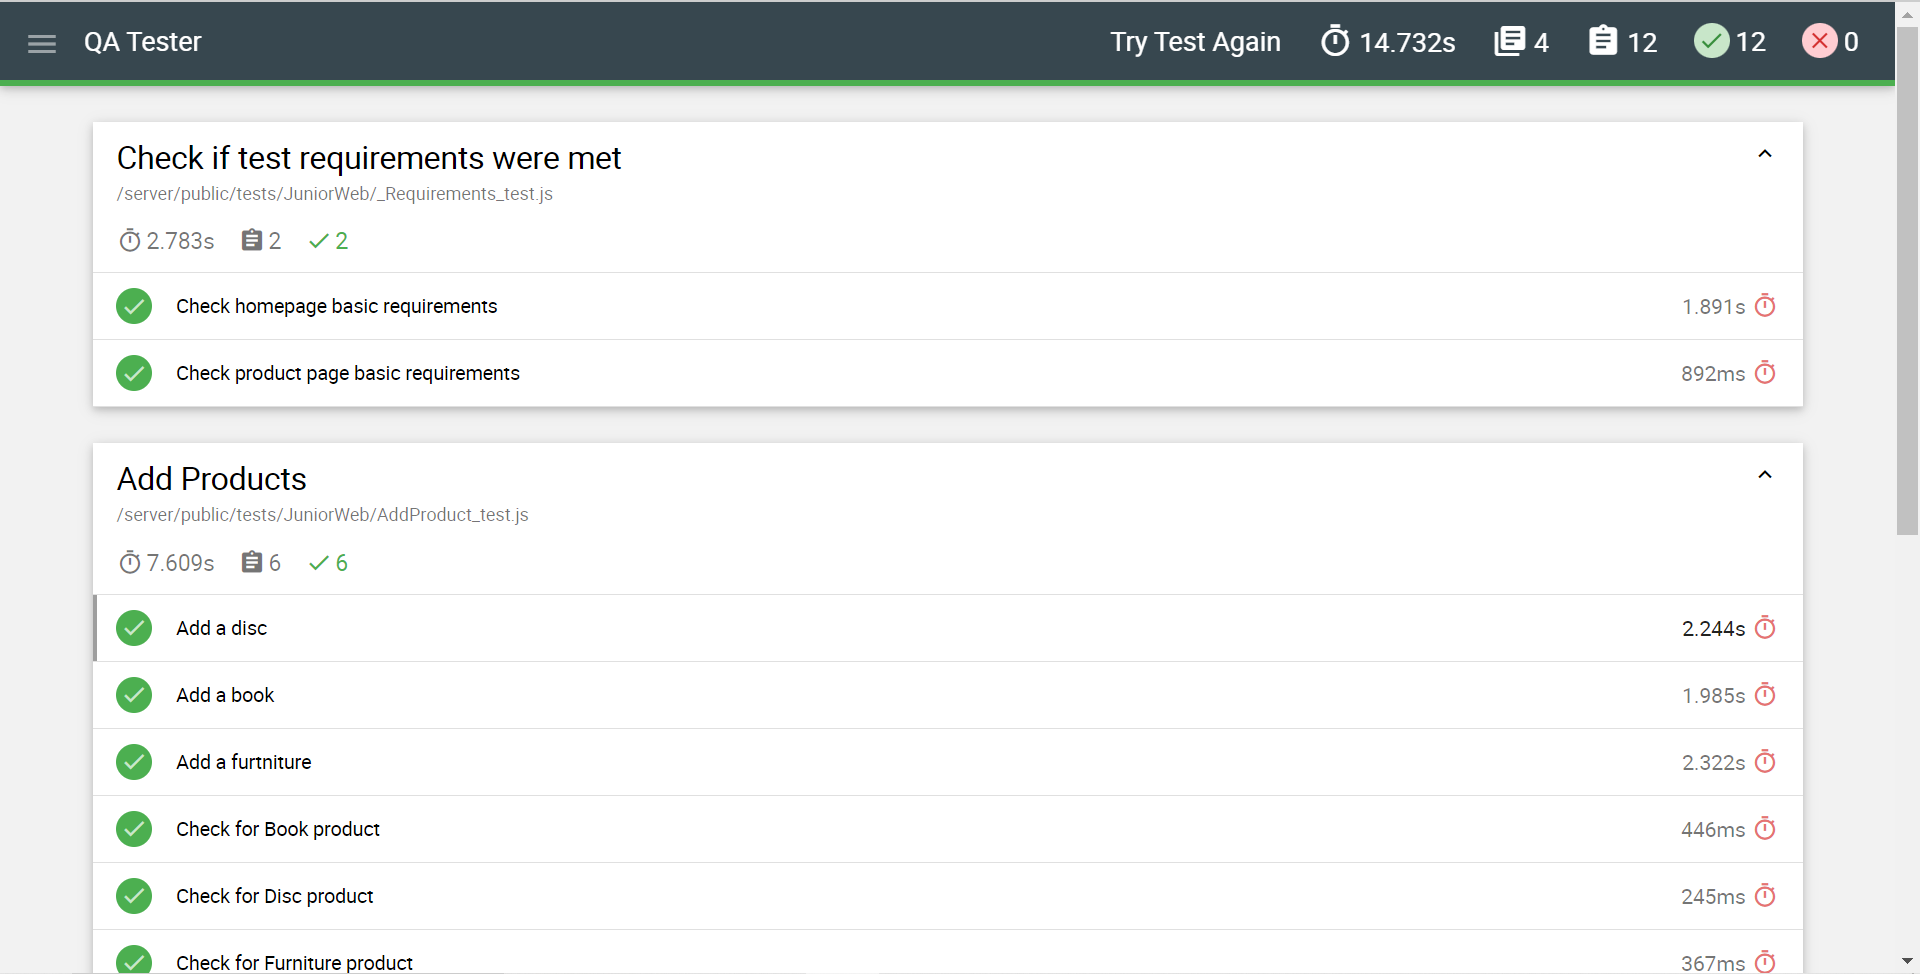 QA Tester
Try Test Again 14.732s 4 12 12 0
Check if test requirements were met
/server/public/tests/JuniorWeb/_Requirements_test.js
2.783s 2 2
Check homepage basic requirements 1.891s
Check product page basic requirements 892ms
Add Products
/server/public/tests/JuniorWeb/AddProduct_test.js
7.609s 6 6
Add a disc 2.244s
Add a book 1.985s
Add a furtniture 2.322s
Check for Book product 446ms
Check for Disc product 245ms
Check for Furniture product 367ms